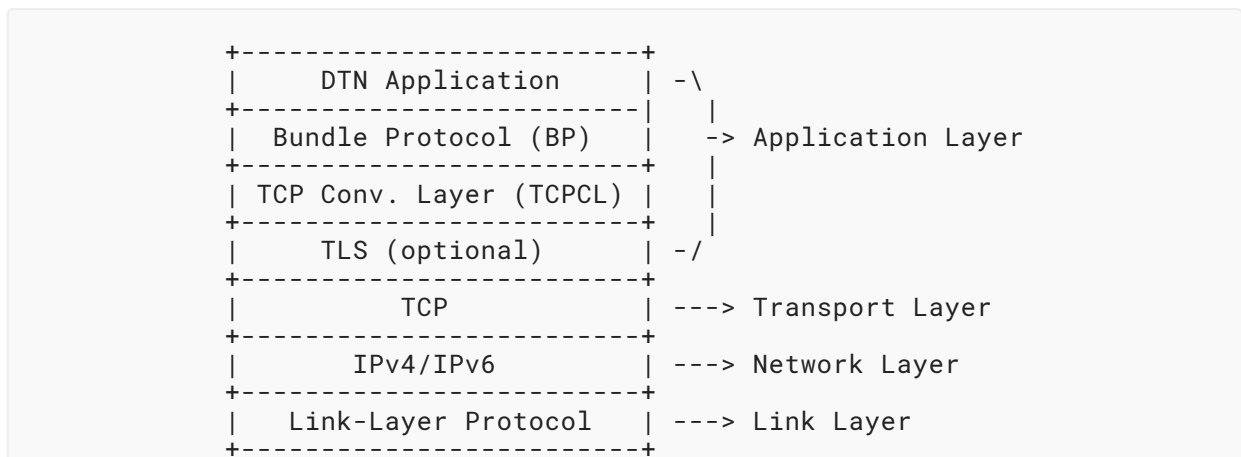 +-------------------------+
|     DTN Application     | -\
+-------------------------|   |
|  Bundle Protocol (BP)   |   -> Application Layer
+-------------------------+   |
| TCP Conv. Layer (TCPCL) |   |
+-------------------------+   |
|     TLS (optional)      | -/
+-------------------------+
|          TCP            | ---> Transport Layer
+-------------------------+
|       IPv4/IPv6         | ---> Network Layer
+-------------------------+
|   Link-Layer Protocol   | ---> Link Layer
+-------------------------+